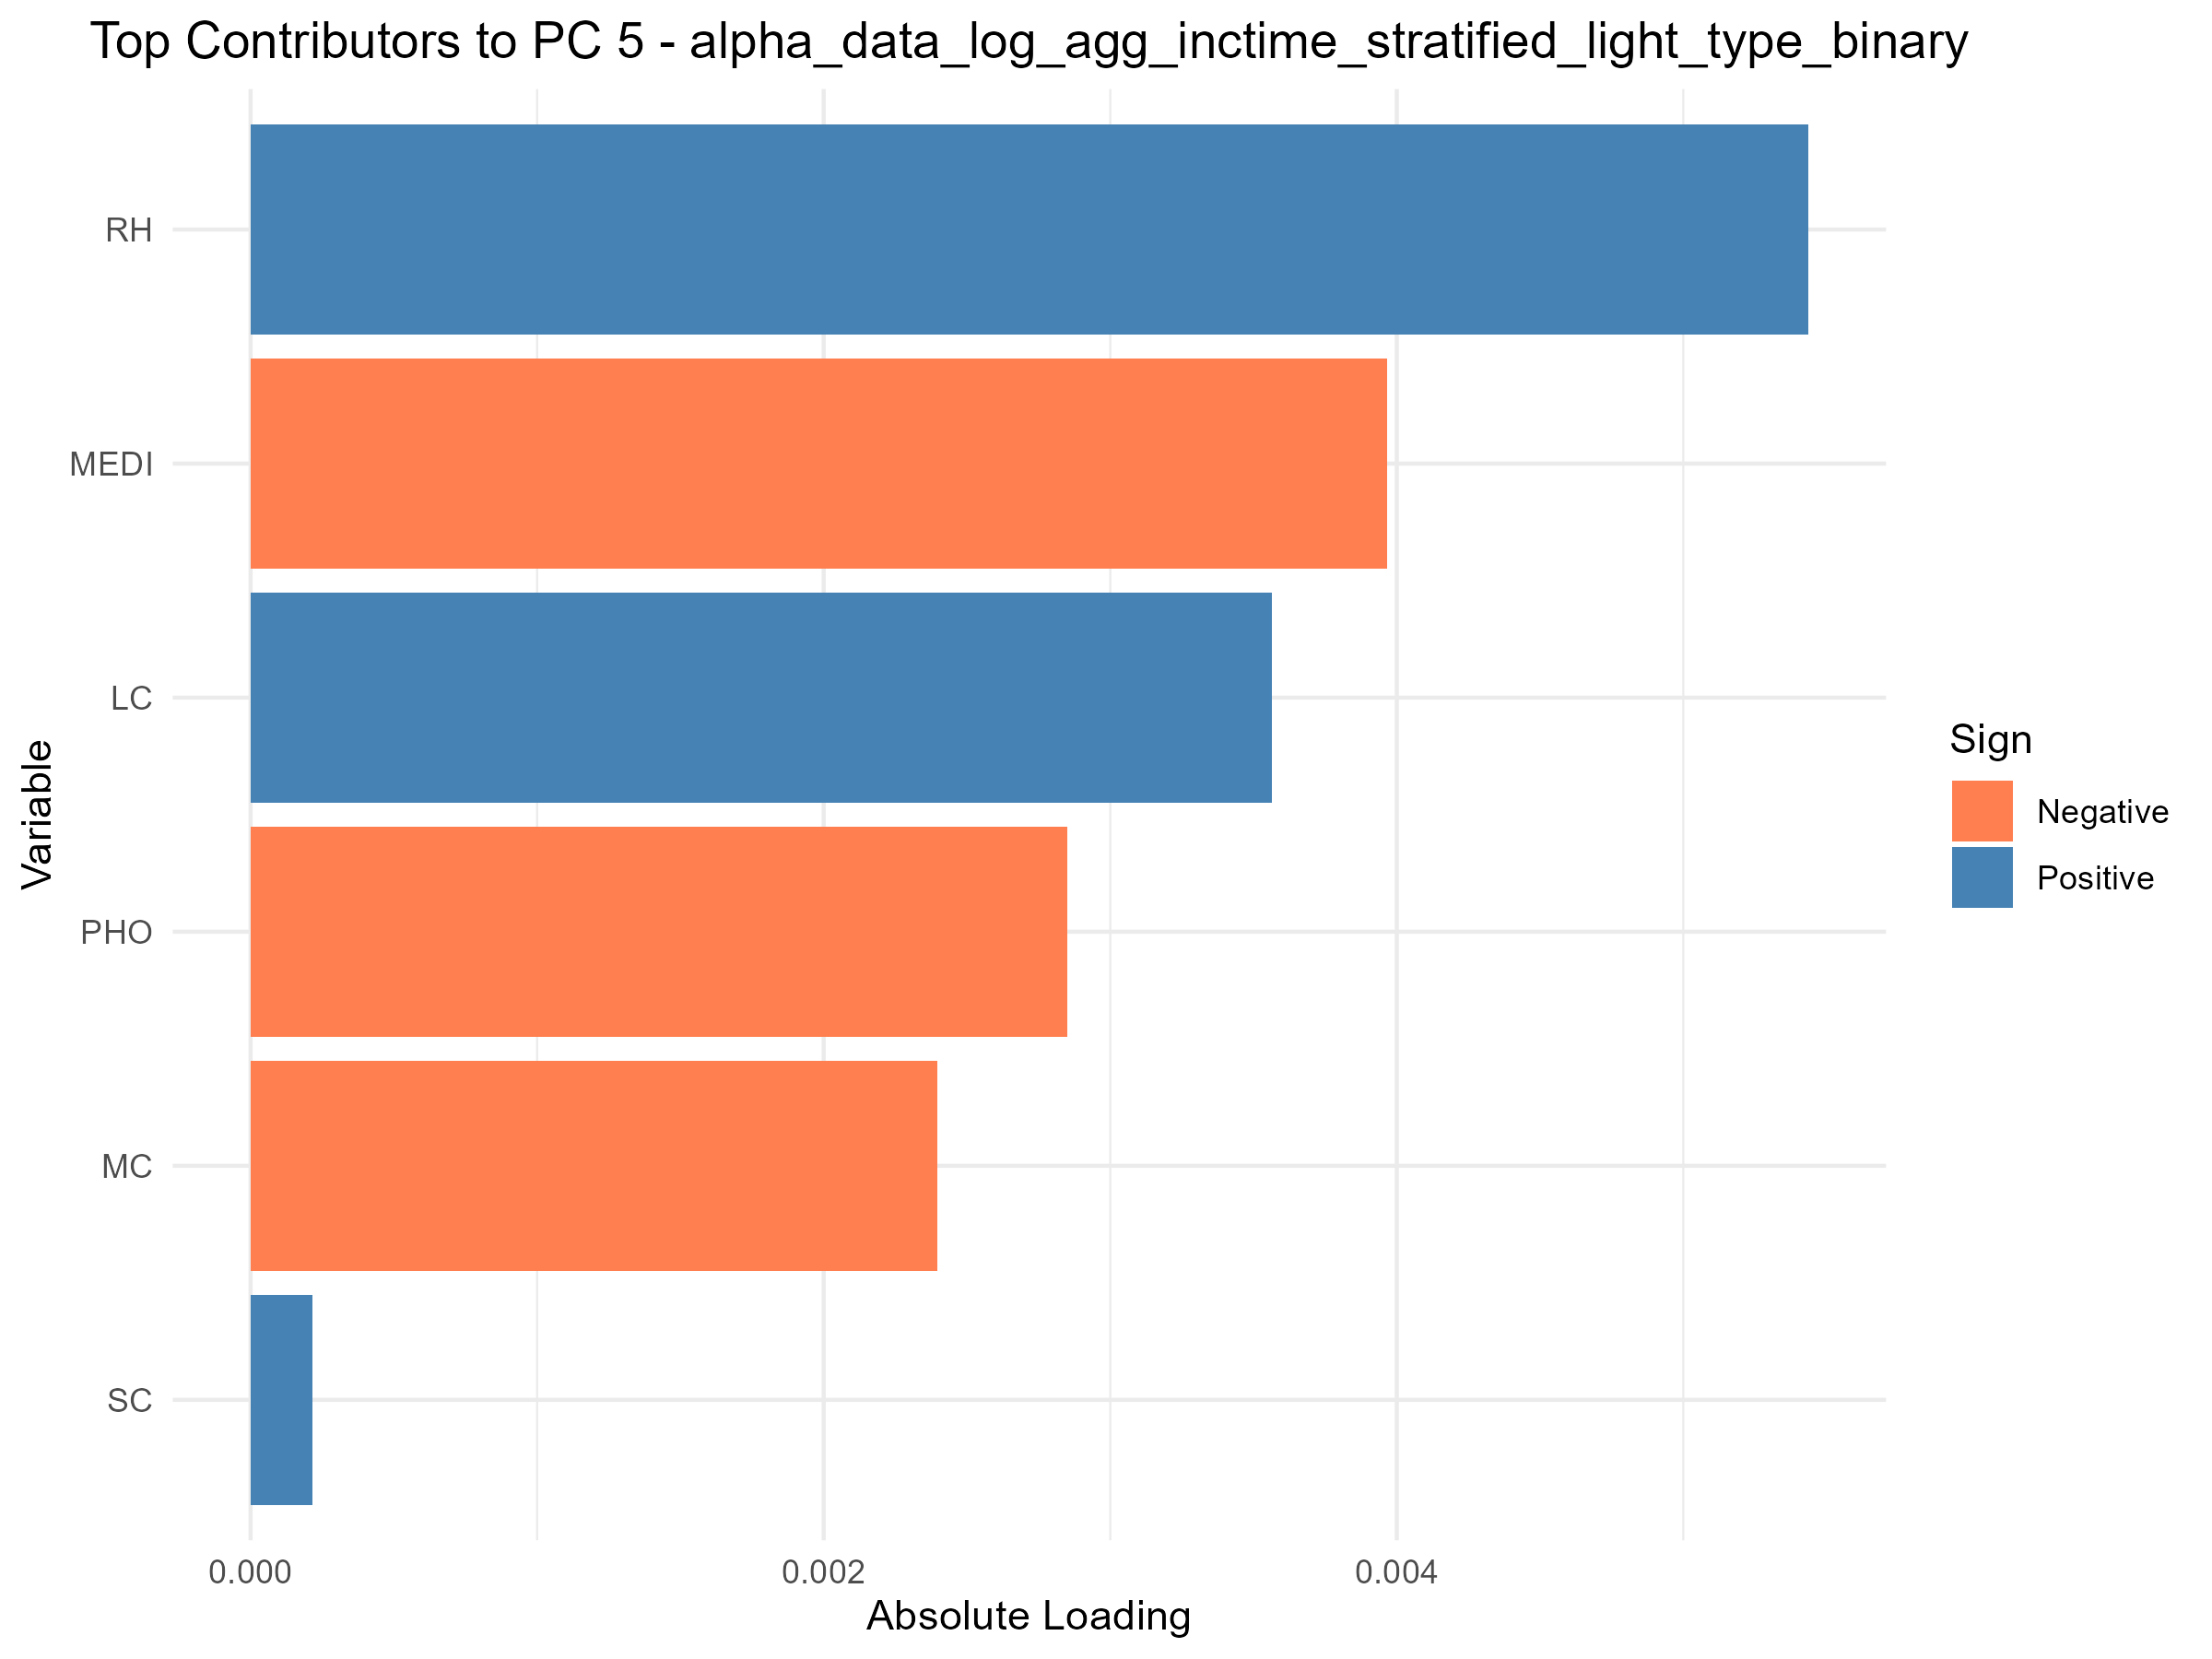 Top Contributors to PC 5 - alpha_data_log_agg_inctime_stratified_light_type_binary
RH
MEDI
LC
PHO
MC
SC
Variable
0.000 0.002 0.004
Absolute Loading
Sign
Negative
Positive